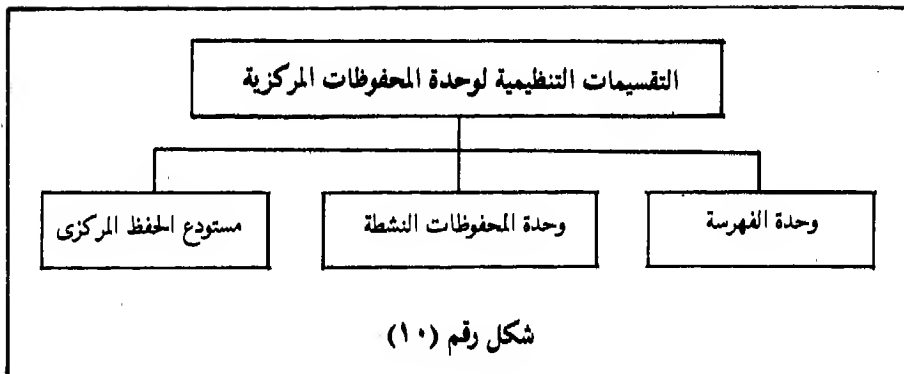 التقسيمات التنظيمية لوحدة المحفوظات المركزية
وحدة الفهرسة
وحدة المحفوظات النشطة
مستودع الحفظ المركزى
شكل رقم (١٠)